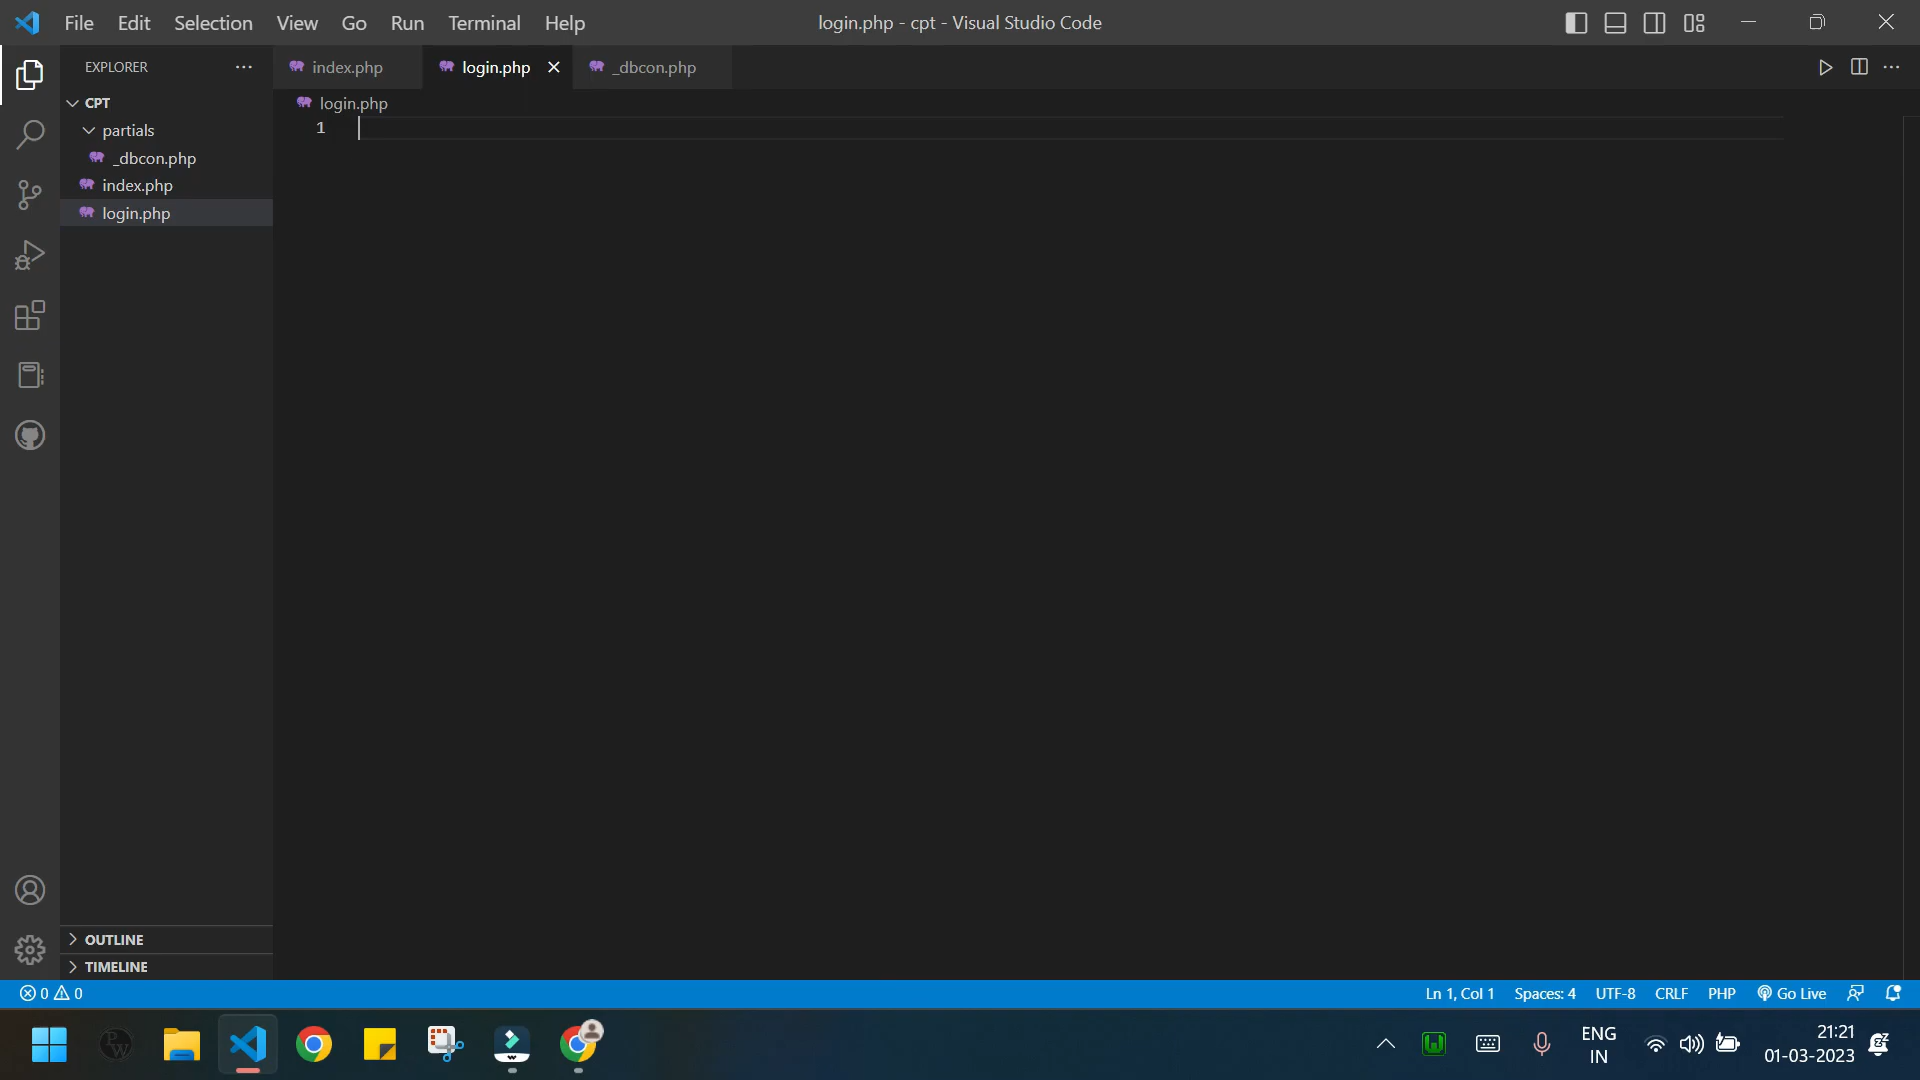 File Edit Selection View Go Run Terminal Help
login.php - cpt - Visual Studio Code
EXPLORER
index.php
login.php
_dbcon.php
CPT
login.php
partials
1
_dbcon.php
index.php
login.php
OUTLINE
TIMELINE
0 0
Ln 1, Col 1 Spaces: 4 UTF-8 CRLF PHP Go Live
PW
W
ENG
IN
21:21
01-03-2023